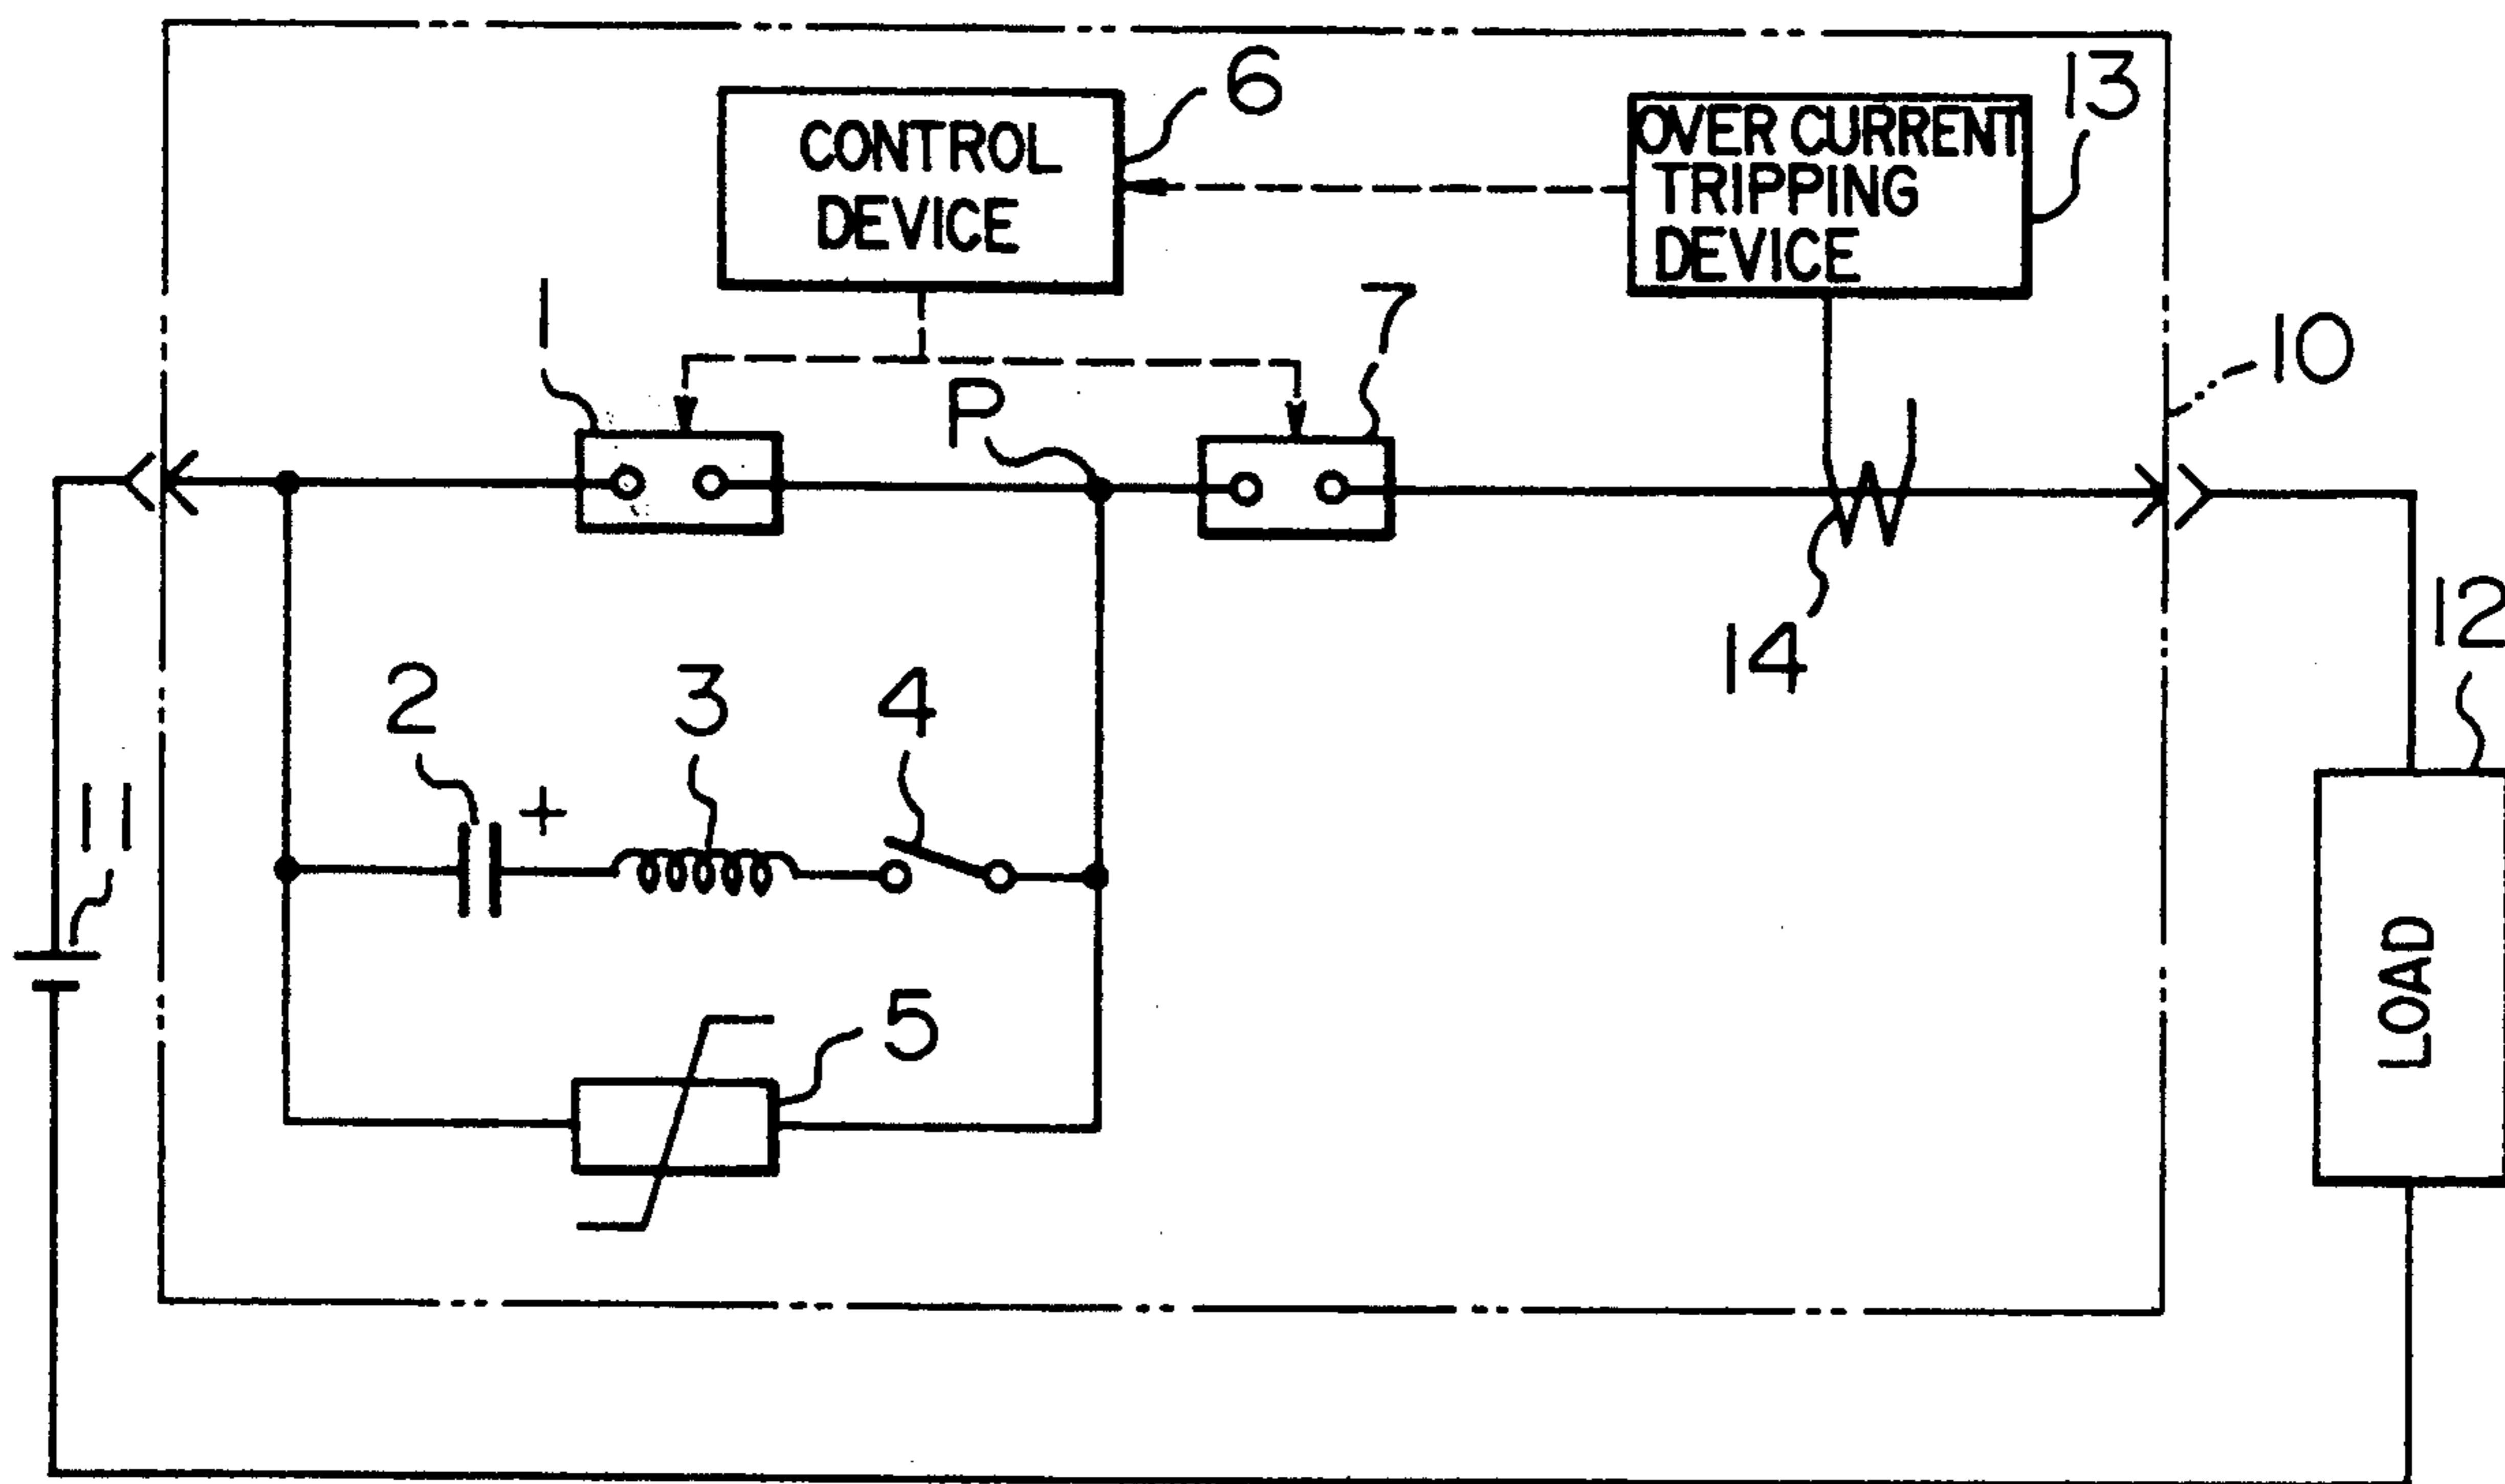 6
13
CONTROL
DEVICE
OVER CURRENT
TRIPPING
DEVICE
1
7
10
P
14
12
2
3
4
+
11
5
LOAD